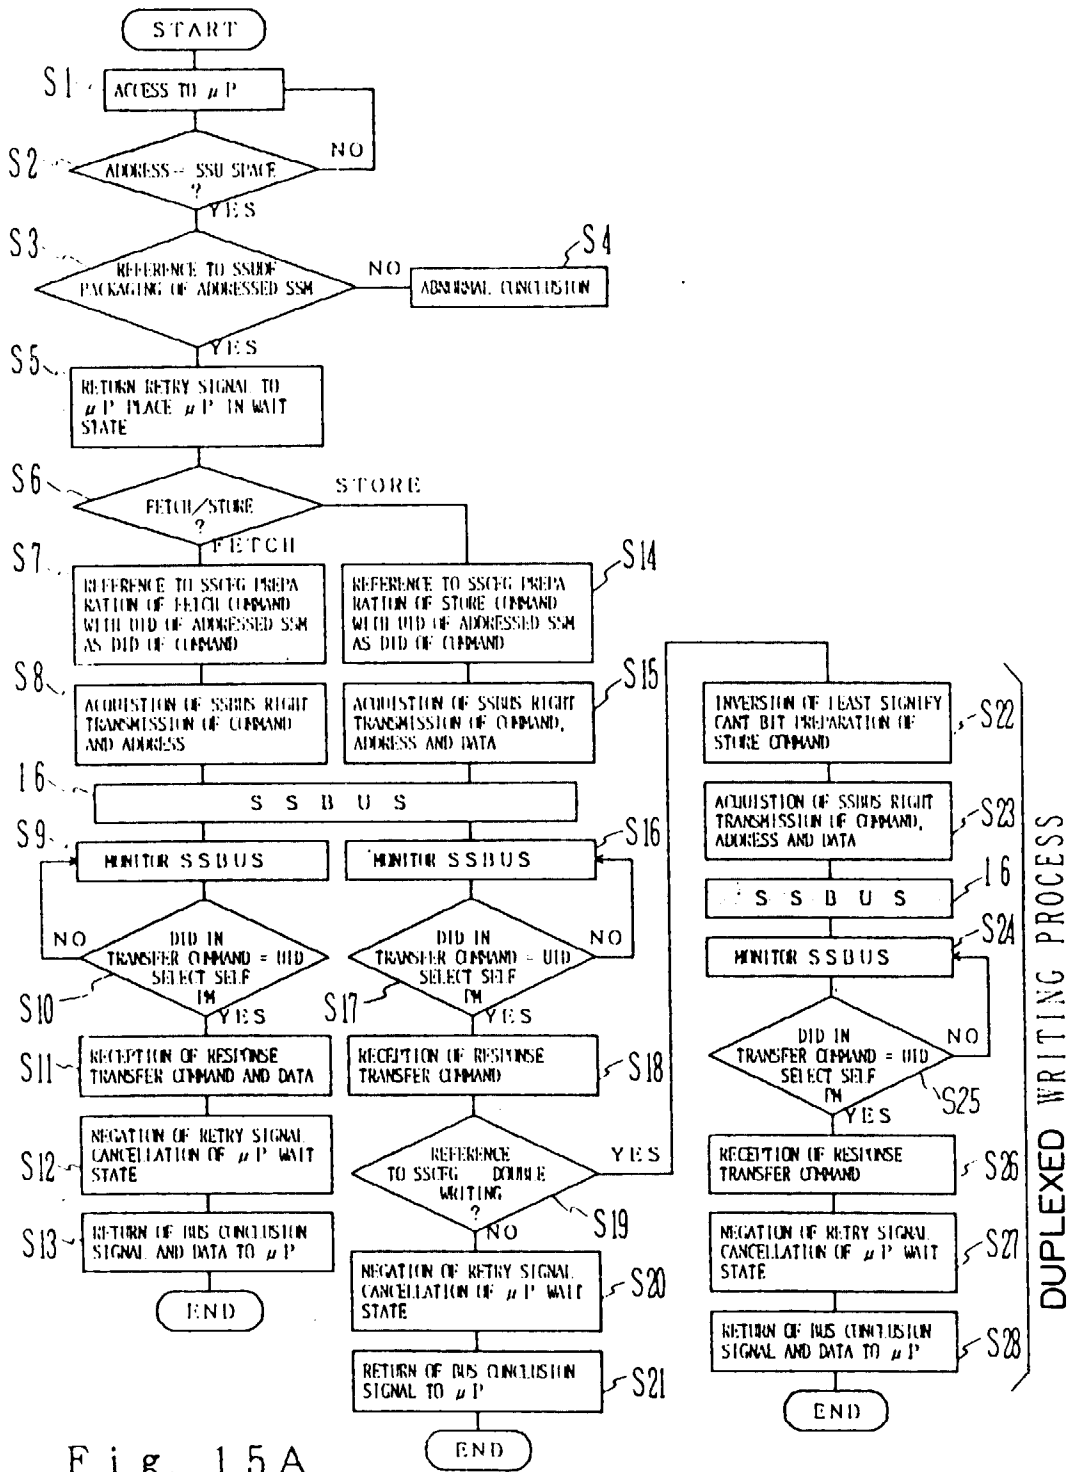 START
S1
ACCESS TO μP
S2
ADDRESS = SSU SPACE
?
NO
YES
S3
REFERENCE TO SSUDF
PACKAGING OF ADDRESSED SSM
NO
S4
ABNORMAL CONCLUSION
YES
S5
RETURN RETRY SIGNAL TO
μP PLACE μP IN WAIT
STATE
S6
FETCH/STORE
?
STORE
FETCH
S7
REFERENCE TO SSCFG PREPA
RATION OF FETCH COMMAND
WITH UID OF ADDRESSED SSM
AS DID OF COMMAND
S8
ACQUISTION OF SSBUS RIGHT
TRANSMISSION OF COMMAND
AND ADDRESS
S14
REFERENCE TO SSCFG PREPA
RATION OF STORE COMMAND
WITH UID OF ADDRESSED SSM
AS DID OF COMMAND
S15
ACQUISTION OF SSBUS RIGHT
TRANSMISSION OF COMMAND,
ADDRESS AND DATA
16
SSBUS
S9
MONITOR SSBUS
NO
DID IN
TRANSFER COMMAND = UID
SELECT SELF
PM
S10
YES
S11
RECEPTION OF RESPONSE
TRANSFER COMMAND AND DATA
S12
NEGATION OF RETRY SIGNAL
CANCELLATION OF μP WAIT
STATE
S13
RETURN OF BUS CONCLUSION
SIGNAL AND DATA TO μP
END
S16
MONITOR SSBUS
DID IN
TRANSFER COMMAND = UID
SELECT SELF
PM
NO
S17
YES
RECEPTION OF RESPONSE
TRANSFER COMMAND
S18
REFERENCE
TO SSCFG DOUBLE
WRITING
?
YES
S19
NO
NEGATION OF RETRY SIGNAL
CANCELLATION OF μP WAIT
STATE
S20
RETURN OF BUS CONCLUSION
SIGNAL TO μP
S21
END
INVERSION OF LEAST SIGNIFY
CANT BIT PREPARATION OF
STORE COMMAND
S22
ACQUISTION OF SSBUS RIGHT
TRANSMISSION OF COMMAND,
ADDRESS AND DATA
S23
SSBUS
16
S24
MONITOR SSBUS
DID IN
TRANSFER COMMAND = UID
SELECT SELF
PM
NO
S25
YES
RECEPTION OF RESPONSE
TRANSFER COMMAND
S26
NEGATION OF RETRY SIGNAL
CANCELLATION OF μP WAIT
STATE
S27
RETURN OF BUS CONCLUSION
SIGNAL AND DATA TO μP
S28
END
DUPLEXED WRITING PROCESS
Fig. 15A